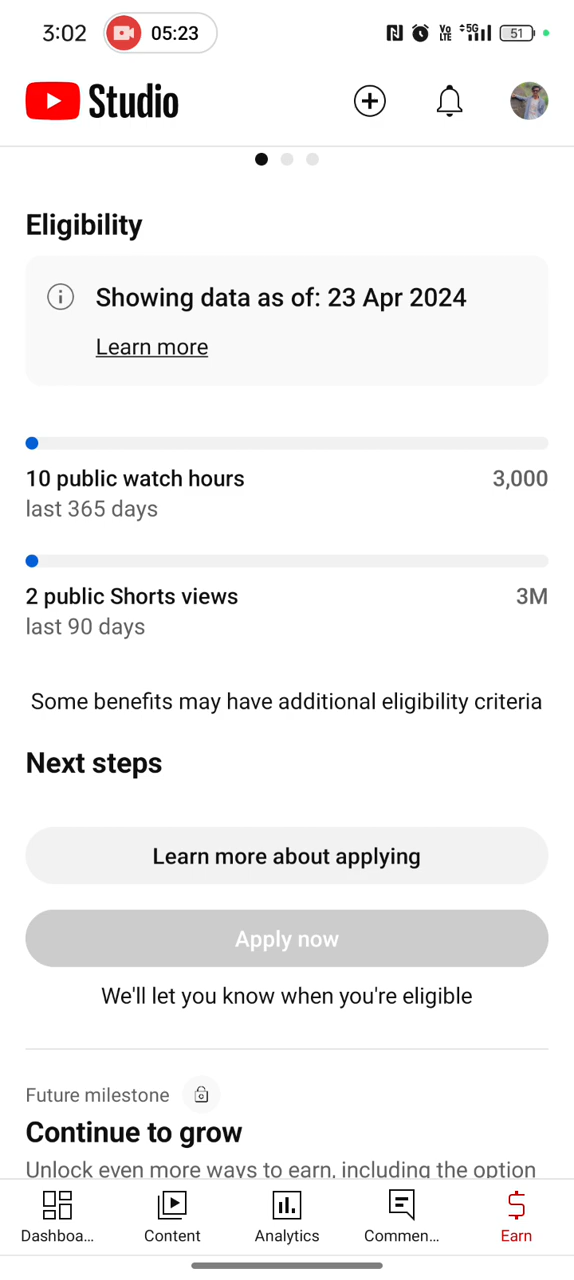 3:02
05:23
Vo LTE
5G
51
Studio
Eligibility
Showing data as of: 23 Apr 2024
Learn more
10 public watch hours
3,000
last 365 days
2 public Shorts views
3M
last 90 days
Some benefits may have additional eligibility criteria
Next steps
Learn more about applying
Apply now
We'll let you know when you're eligible
Future milestone
Continue to grow
Unlock even more ways to earn, including the option
Dashboa...
Content
Analytics
Commen...
Earn